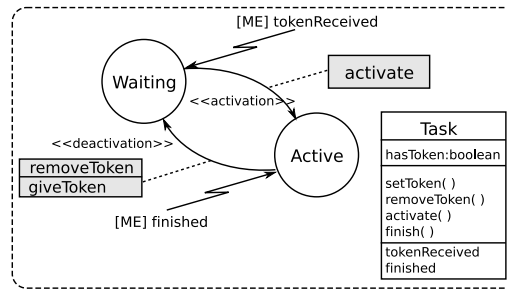 [ME] tokenReceived
Waiting
activate
<<activation>>
<<deactivation>>
Active
removeToken
giveToken
[ME] finished
Task
hasToken:boolean
setToken( )
removeToken( )
activate( )
finish( )
tokenReceived
finished